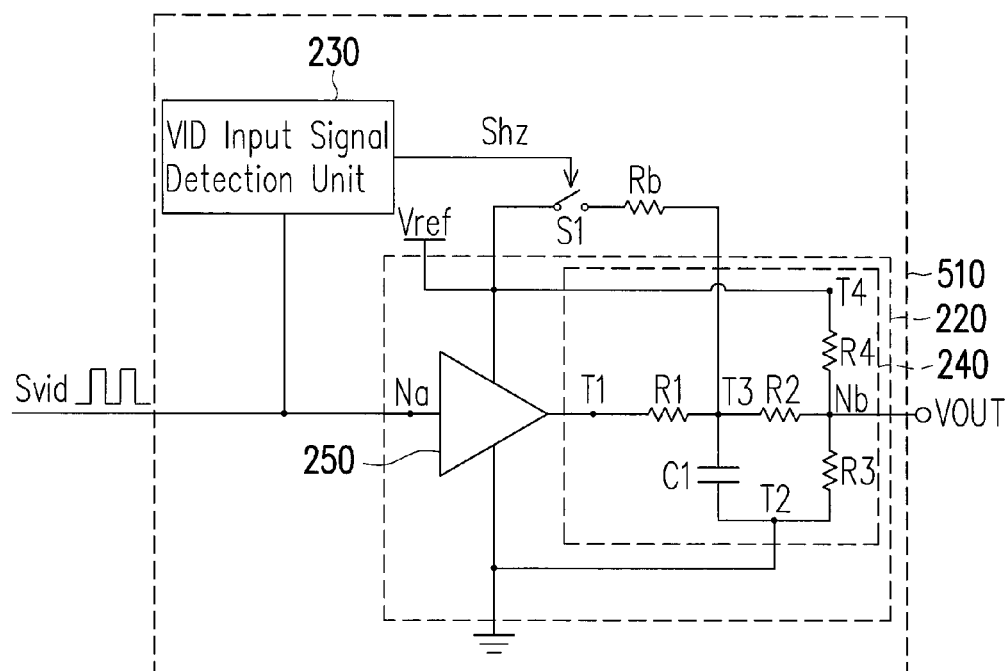 230
VID Input Signal
Detection Unit
Shz
Rb
S1
Vref
510
T4
220
R4
240
Svid
Na
T1
R1
T3
R2
Nb
VOUT
250
C1
R3
T2